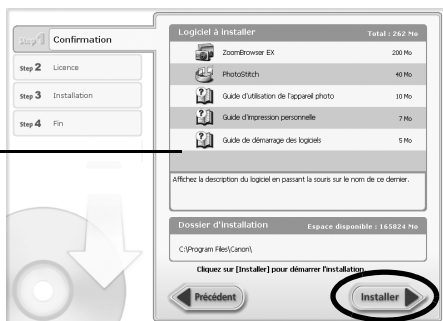 Step 1 Confirmation
Step 2 Licence
Step 3 Installation
Step 4 Fin
Logiciel à installer Total : 262 Mo
ZoomBrowser EX 200 Mo
PhotoStitch 40 Mo
Guide d'utilisation de l'appareil photo 10 Mo
Guide d'impression personnelle 7 Mo
Guide de démarrage des logiciels 5 Mo
Affichez la description du logiciel en passant la souris sur le nom de ce dernier.
Dossier d'installation Espace disponible : 165824 Mo
C:\Program Files\Canon\
Cliquez sur [Installer] pour démarrer l'installation.
Précédent
Installer